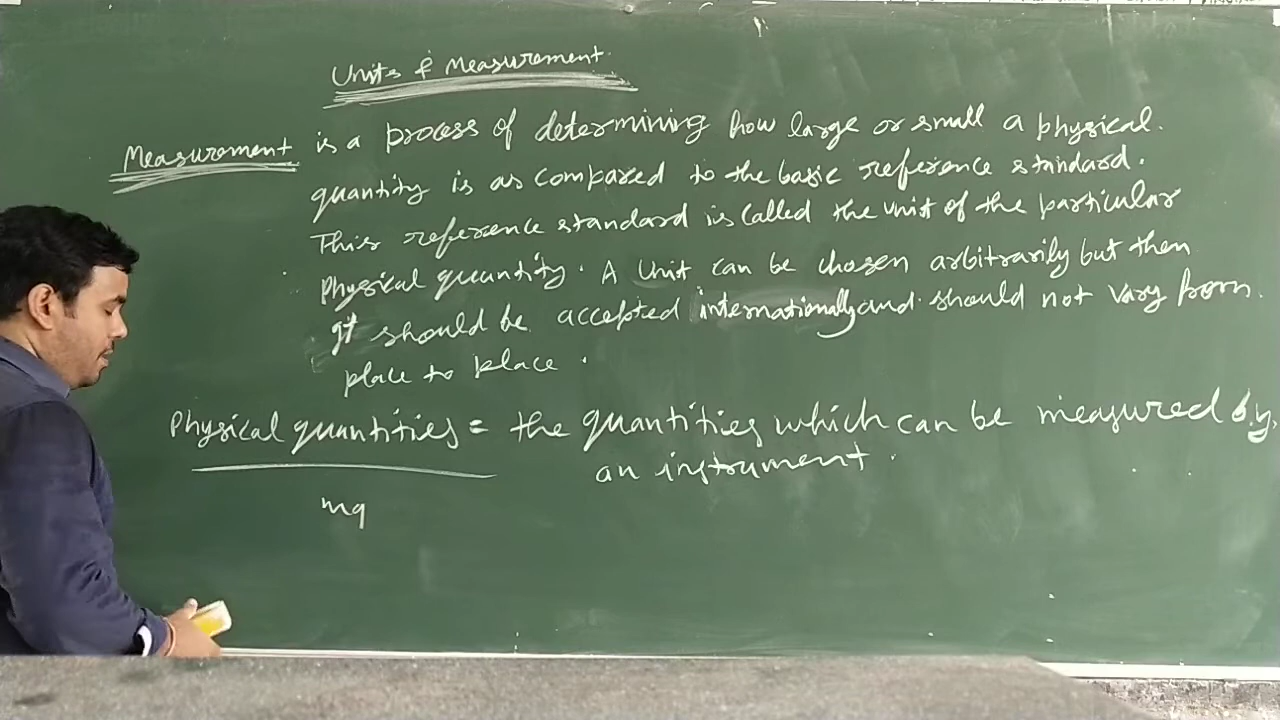 Units & Measurement.
Measurement is a process of determining how large or small a physical.
quantity is as compared to the basic reference standard.
This reference standard is called the unit of the particular
Physical quantity. A Unit can be chosen arbitrarily but then
It should be accepted internationally and should not vary from.
place to place.
Physical quantities = the quantities which can be measured by,
an instrument.
mq